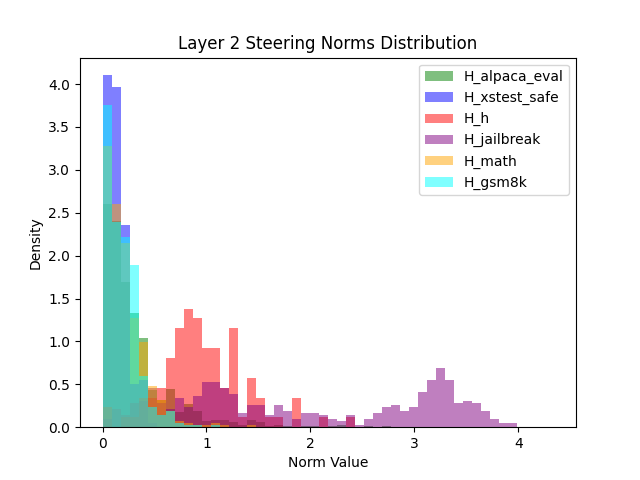 Layer 2 Steering Norms Distribution
H_alpaca_eval
H_xstest_safe
H_h
H_jailbreak
H_math
H_gsm8k
Density
4.0
3.5
3.0
2.5
2.0
1.5
1.0
0.5
0.0
0
1
2
3
4
Norm Value